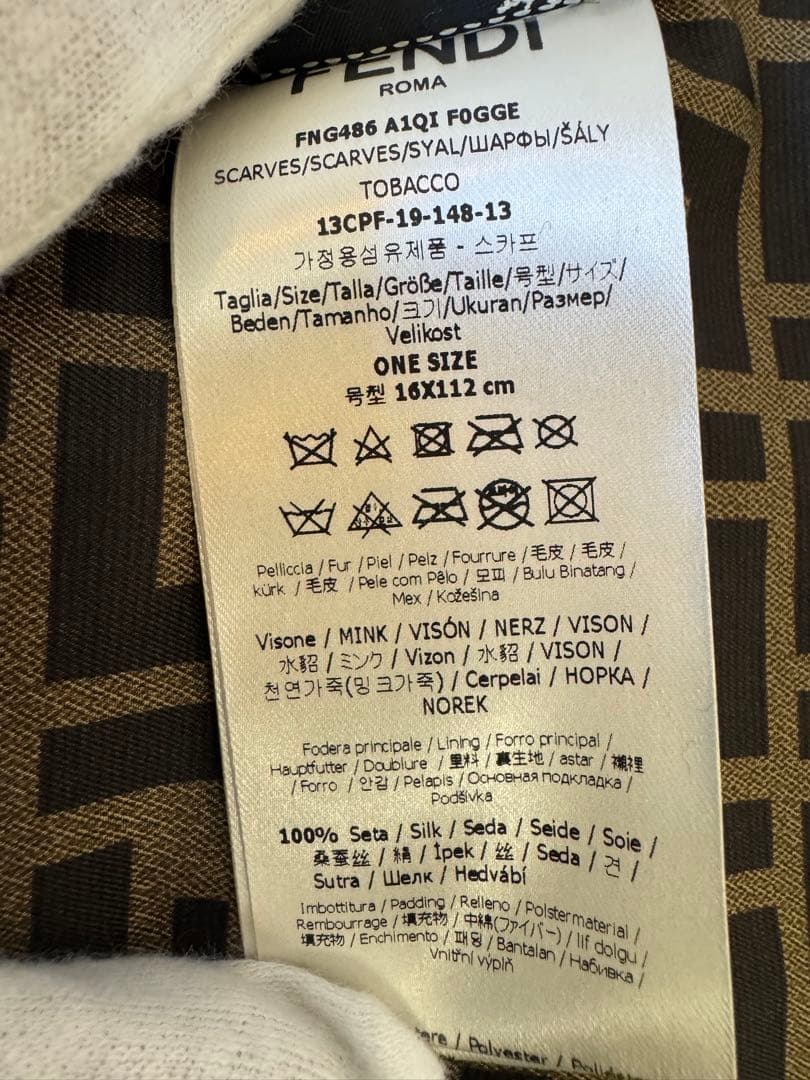 FENDI
ROMA
FNG486 A1QI F0GGE
SCARVES/SCARVES/SYAL/ШАРФЫ/ŠÁLY
TOBACCO
13CPF-19-148-13
가정용섬유제품 - 스카프
Taglia/Size/Talla/Größe/Taille/号型/サイズ/
Beden/Tamanho/크기/Ukuran/Размер/
Velikost
ONE SIZE
号型 16X112 cm
Pelliccia / Fur / Piel / Pelz / Fourrure / 毛皮 / 毛皮 /
kürk / 毛皮 / Pele com Pêlo / 모피 / Bulu Binatang /
Mex / Kožešina
Visone / MINK / VISÓN / NERZ / VISON /
水貂 / ミンク / Vizon / 水貂 / VISON /
천연가죽(밍크가죽) / Cerpelai / НОРКА /
NOREK
Fodera principale / Lining / Forro principal /
Hauptfutter / Doublure / 里料 / 裏生地 / astar / 襯裡
/ Forro / 안감 / Pelapis / Основная подкладка /
Podšívka
100% Seta / Silk / Seda / Seide / Soie /
桑蚕丝 / 絹 / İpek / 丝 / Seda / 견 /
Sutra / Шелк / Hedvábí
Imbottitura / Padding / Relleno / Polstermaterial /
Rembourrage / 填充物 / 中綿(ファイバー) / lif dolgu /
填充物 / Enchimento / 패딩 / Bantalan / Набивка /
Vnitřní výplň
/ Polyester /